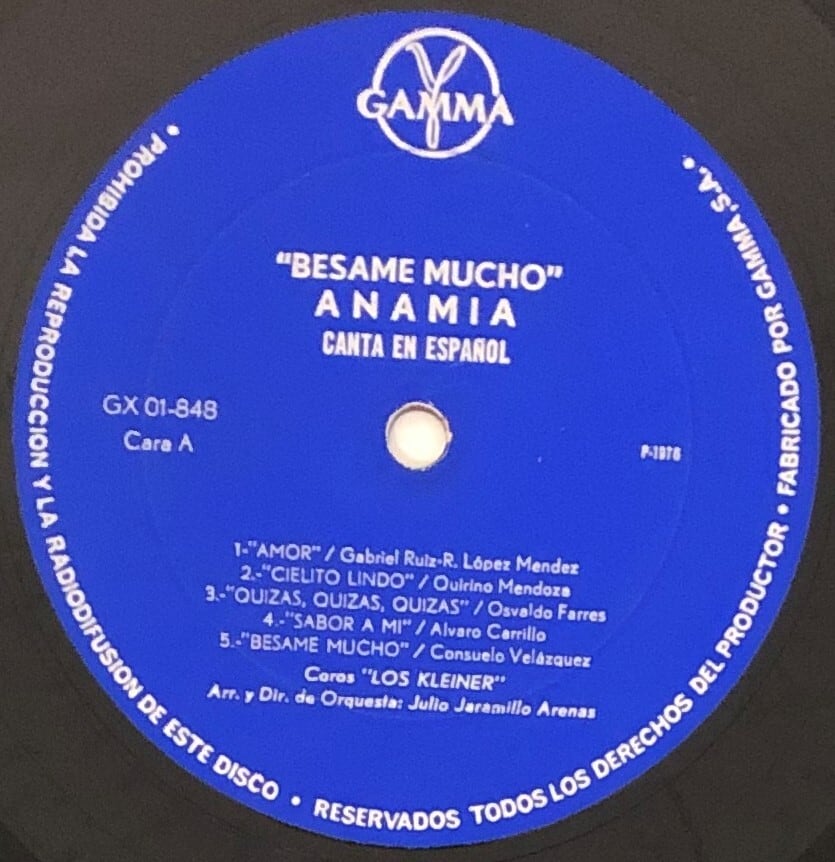 GAMMA
"BESAME MUCHO"
ANAMIA
CANTA EN ESPAÑOL
GX 01-848
Cara A
P-1976
1-"AMOR" / Gabriel Ruiz-R. López Mendez
2.-"CIELITO LINDO" / Quirino Mendoza
3.-"QUIZAS, QUIZAS, QUIZAS" / Osvaldo Farres
4.-"SABOR A MI" / Alvaro Carrillo
5.-"BESAME MUCHO" / Consuelo Velázquez
Coros "LOS KLEINER"
Arr. y Dir. de Orquesta: Julio Jaramillo Arenas
• PROHIBIDA LA REPRODUCCION Y LA RADIODIFUSION DE ESTE DISCO • RESERVADOS TODOS LOS DERECHOS DEL PRODUCTOR • FABRICADO POR GAMMA, S.A. •